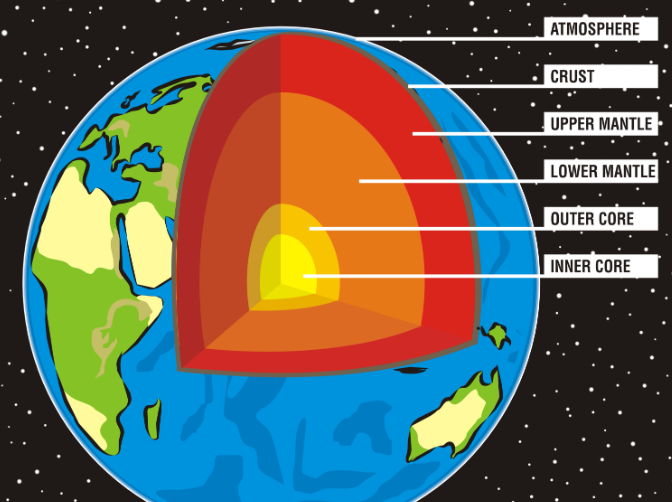 ATMOSPHERE
CRUST
UPPER MANTLE
LOWER MANTLE
OUTER CORE
INNER CORE